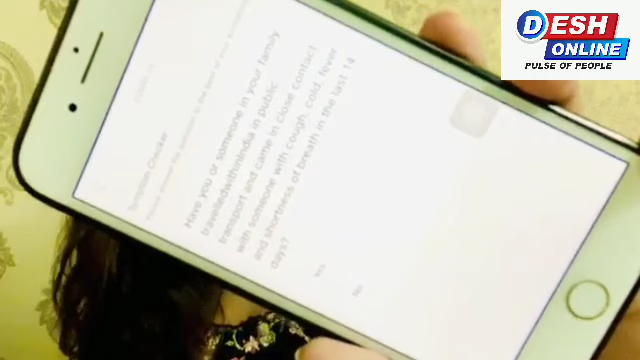 DESH
ONLINE
PULSE OF PEOPLE
Symptom Checker
Have you or someone in your family
travelledwithinIndia in public
transport and came in close contact
with someone with cough, cold, fever
and shortness of breath in the last 14
days?
Yes
No